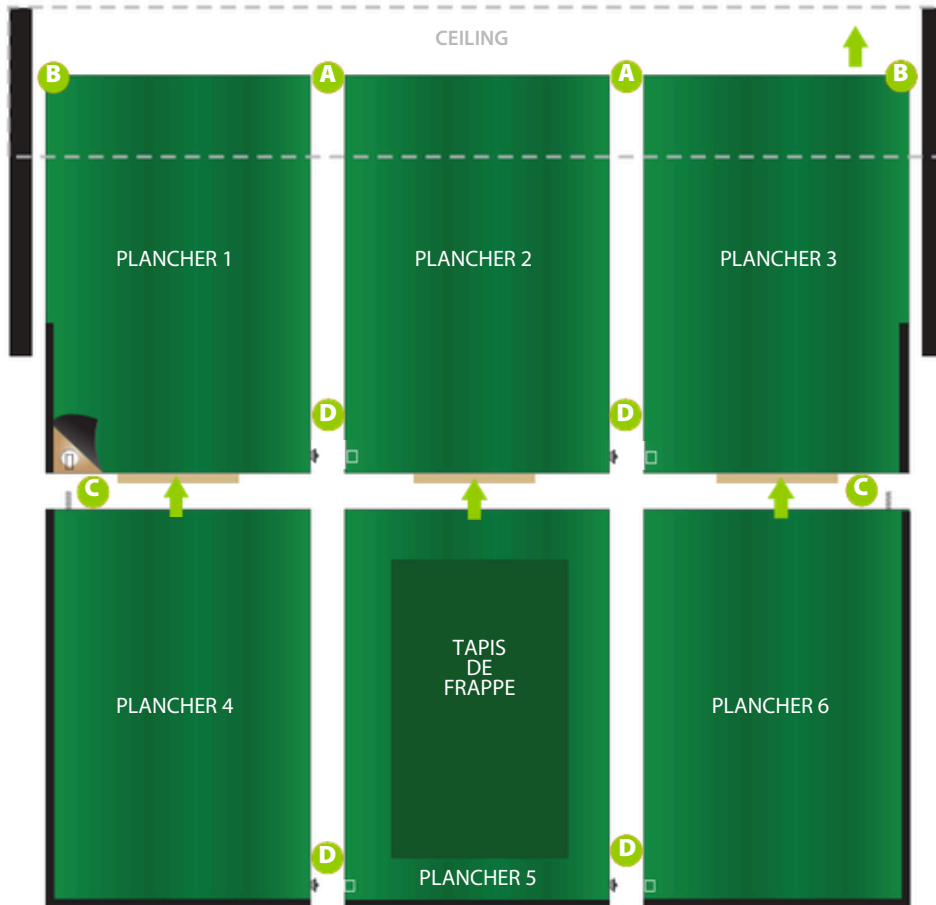 CEILING
B
A
A
B
PLANCHER 1
PLANCHER 2
PLANCHER 3
D
D
C
C
TAPIS
DE
FRAPPE
PLANCHER 4
PLANCHER 6
D
D
PLANCHER 5